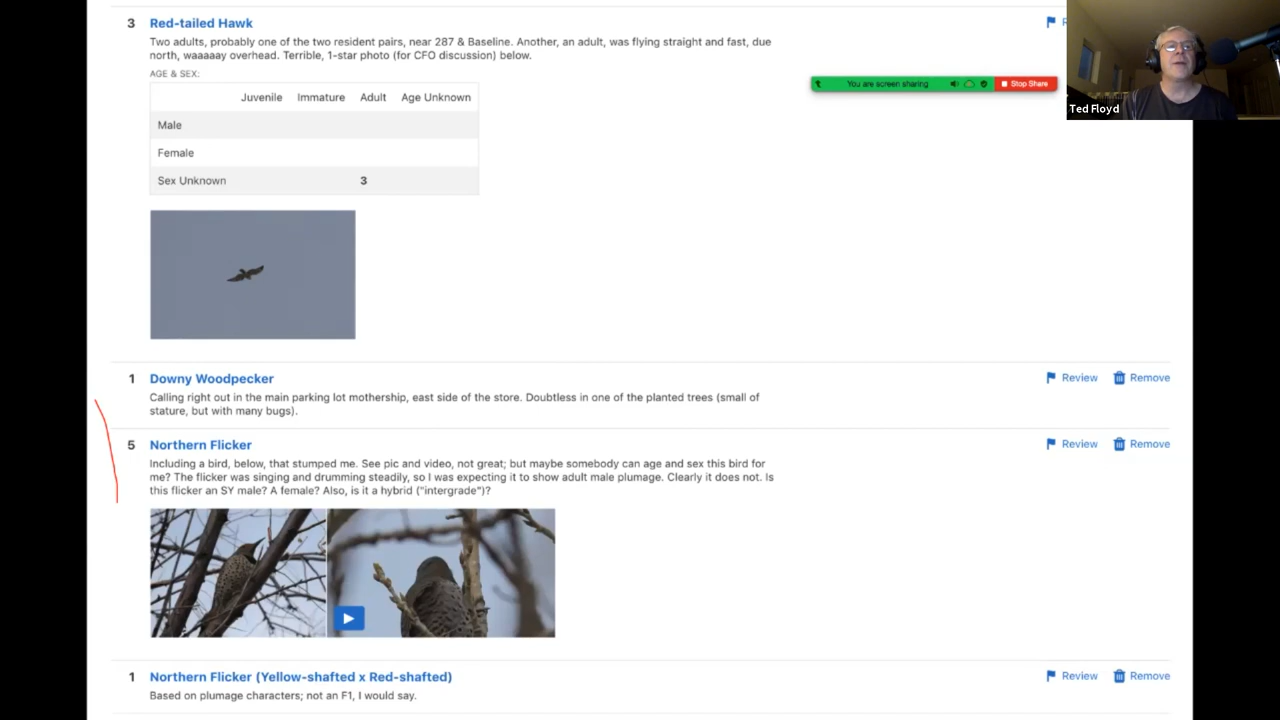 3 Red-tailed Hawk
Two adults, probably one of the two resident pairs, near 287 & Baseline. Another, an adult, was flying straight and fast, due
north, waaaaay overhead. Terrible, 1-star photo (for CFO discussion) below.
AGE & SEX:
Juvenile Immature Adult Age Unknown
Male
Female
Sex Unknown 3
You are screen sharing Stop Share
Ted Floyd
1 Downy Woodpecker Review Remove
Calling right out in the main parking lot mothership, east side of the store. Doubtless in one of the planted trees (small of
stature, but with many bugs).
5 Northern Flicker Review Remove
Including a bird, below, that stumped me. See pic and video, not great; but maybe somebody can age and sex this bird for
me? The flicker was singing and drumming steadily, so I was expecting it to show adult male plumage. Clearly it does not. Is
this flicker an SY male? A female? Also, is it a hybrid ("intergrade")?
1 Northern Flicker (Yellow-shafted x Red-shafted) Review Remove
Based on plumage characters; not an F1, I would say.